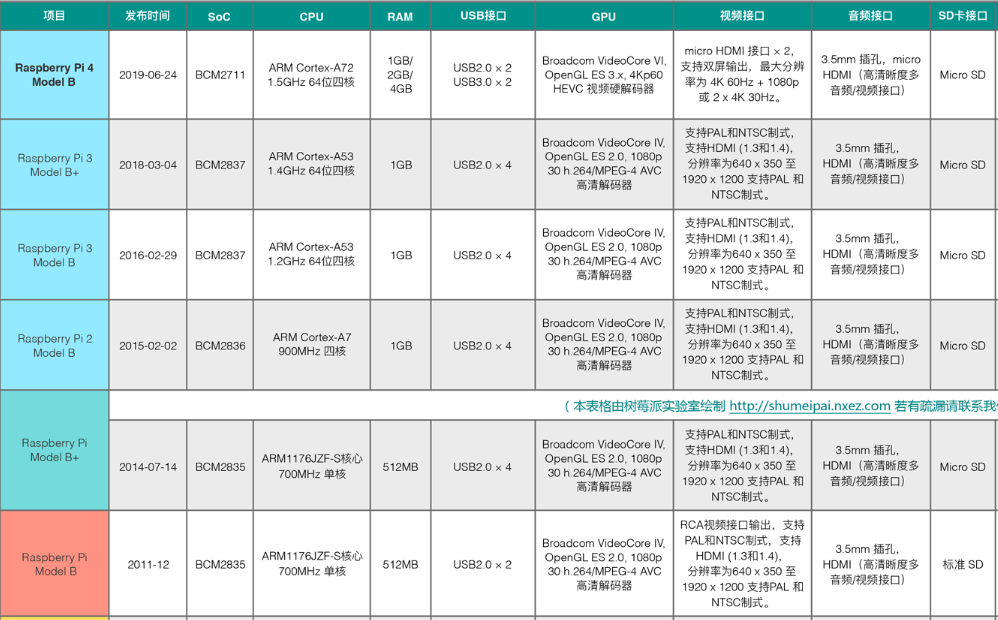 项目 发布时间 SoC CPU RAM USB接口 GPU 视频接口 音频接口 SD卡接口
Raspberry Pi 4
Model B
2019-06-24
BCM2711
ARM Cortex-A72
1.5GHz 64位四核
1GB/
2GB/
4GB
USB2.0 × 2
USB3.0 × 2
Broadcom VideoCore VI,
OpenGL ES 3.x, 4Kp60
HEVC 视频硬解码器
micro HDMI 接口 × 2，
支持双屏输出，最大分辨
率为 4K 60Hz + 1080p
或 2 x 4K 30Hz。
3.5mm 插孔，micro
HDMI（高清晰度多
音频/视频接口）
Micro SD
Raspberry Pi 3
Model B+
2018-03-04
BCM2837
ARM Cortex-A53
1.4GHz 64位四核
1GB
USB2.0 × 4
Broadcom VideoCore IV,
OpenGL ES 2.0, 1080p
30 h.264/MPEG-4 AVC
高清解码器
支持PAL和NTSC制式，
支持HDMI (1.3和1.4),
分辨率为640 x 350 至
1920 x 1200 支持PAL 和
NTSC制式。
3.5mm 插孔，
HDMI（高清晰度多
音频/视频接口）
Micro SD
Raspberry Pi 3
Model B
2016-02-29
BCM2837
ARM Cortex-A53
1.2GHz 64位四核
1GB
USB2.0 × 4
Broadcom VideoCore IV,
OpenGL ES 2.0, 1080p
30 h.264/MPEG-4 AVC
高清解码器
支持PAL和NTSC制式，
支持HDMI (1.3和1.4),
分辨率为640 x 350 至
1920 x 1200 支持PAL 和
NTSC制式。
3.5mm 插孔，
HDMI（高清晰度多
音频/视频接口）
Micro SD
Raspberry Pi 2
Model B
2015-02-02
BCM2836
ARM Cortex-A7
900MHz 四核
1GB
USB2.0 × 4
Broadcom VideoCore IV,
OpenGL ES 2.0, 1080p
30 h.264/MPEG-4 AVC
高清解码器
支持PAL和NTSC制式，
支持HDMI (1.3和1.4),
分辨率为640 x 350 至
1920 x 1200 支持PAL 和
NTSC制式。
3.5mm 插孔，
HDMI（高清晰度多
音频/视频接口）
Micro SD
（ 本表格由树莓派实验室绘制 http://shumeipai.nxez.com 若有疏漏请联系我
Raspberry Pi
Model B+
2014-07-14
BCM2835
ARM1176JZF-S核心
700MHz 单核
512MB
USB2.0 × 4
Broadcom VideoCore IV,
OpenGL ES 2.0, 1080p
30 h.264/MPEG-4 AVC
高清解码器
支持PAL和NTSC制式，
支持HDMI (1.3和1.4),
分辨率为640 x 350 至
1920 x 1200 支持PAL 和
NTSC制式。
3.5mm 插孔，
HDMI（高清晰度多
音频/视频接口）
Micro SD
Raspberry Pi
Model B
2011-12
BCM2835
ARM1176JZF-S核心
700MHz 单核
512MB
USB2.0 × 2
Broadcom VideoCore IV,
OpenGL ES 2.0, 1080p
30 h.264/MPEG-4 AVC
高清解码器
RCA视频接口输出，支持
PAL和NTSC制式，支持
HDMI (1.3和1.4),
分辨率为640 x 350 至
1920 x 1200 支持PAL 和
NTSC制式。
3.5mm 插孔，
HDMI（高清晰度多
音频/视频接口）
标准 SD